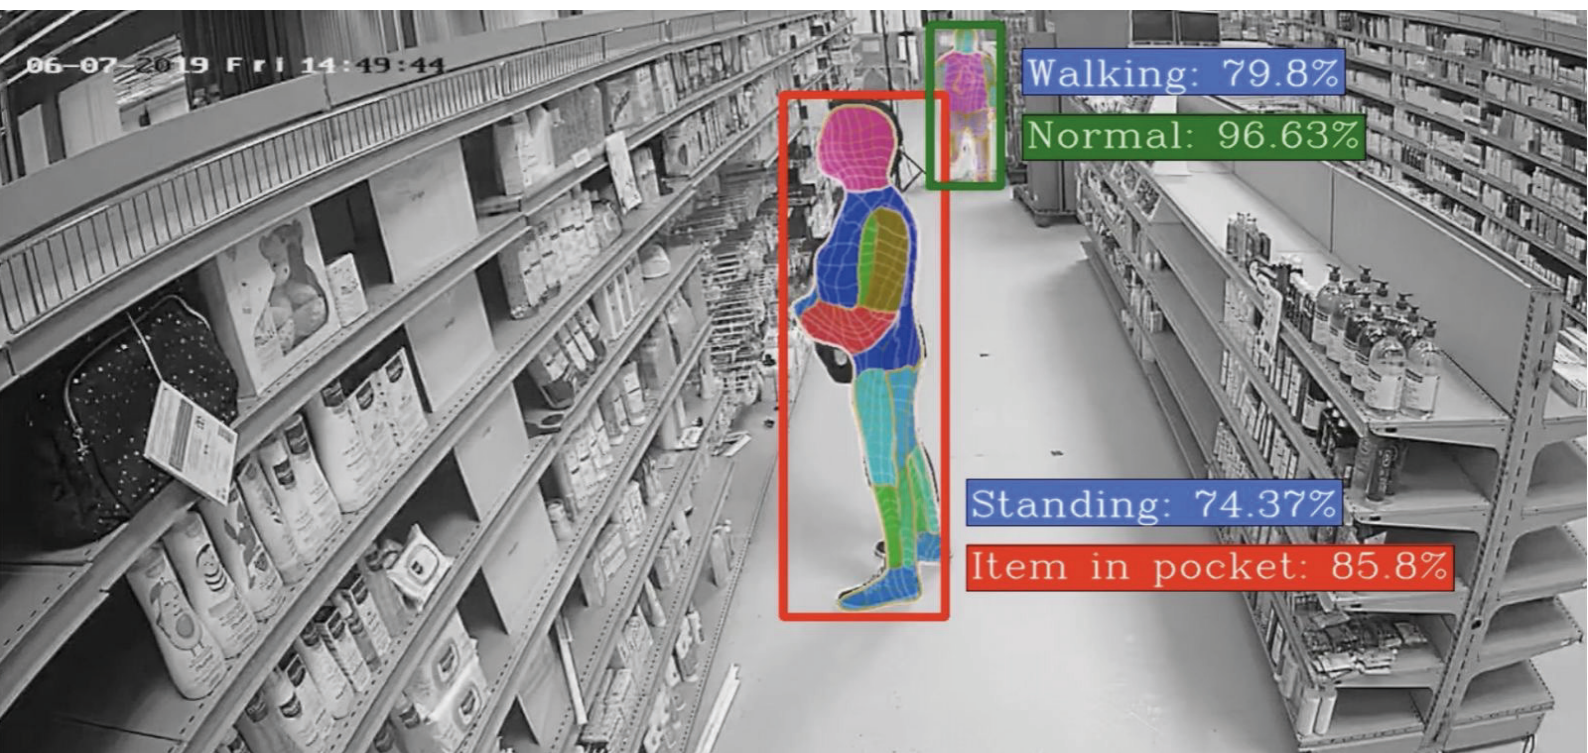 06-07-2019 Fri 14:49:44
Walking: 79.8%
Normal: 96.63%
Standing: 74.37%
Item in pocket: 85.8%